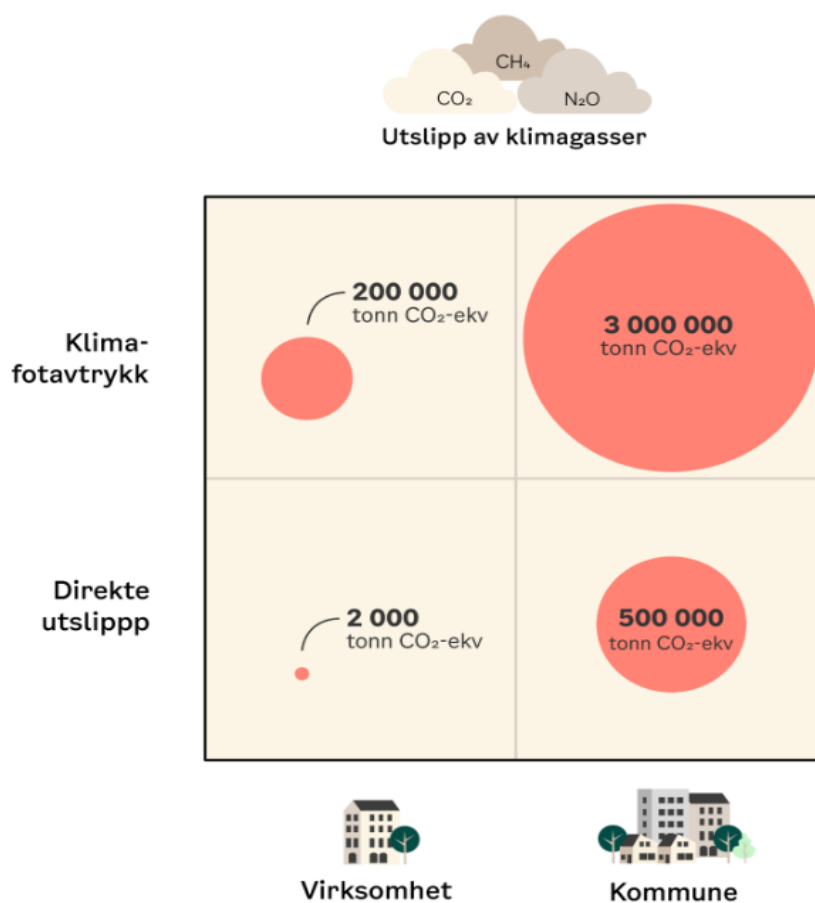 CH₄
CO₂
N₂O
Utslipp av klimagasser
Klima-
fotavtrykk
200 000
tonn CO₂-ekv
3 000 000
tonn CO₂-ekv
Direkte
utslippp
2 000
tonn CO₂-ekv
500 000
tonn CO₂-ekv
Virksomhet
Kommune